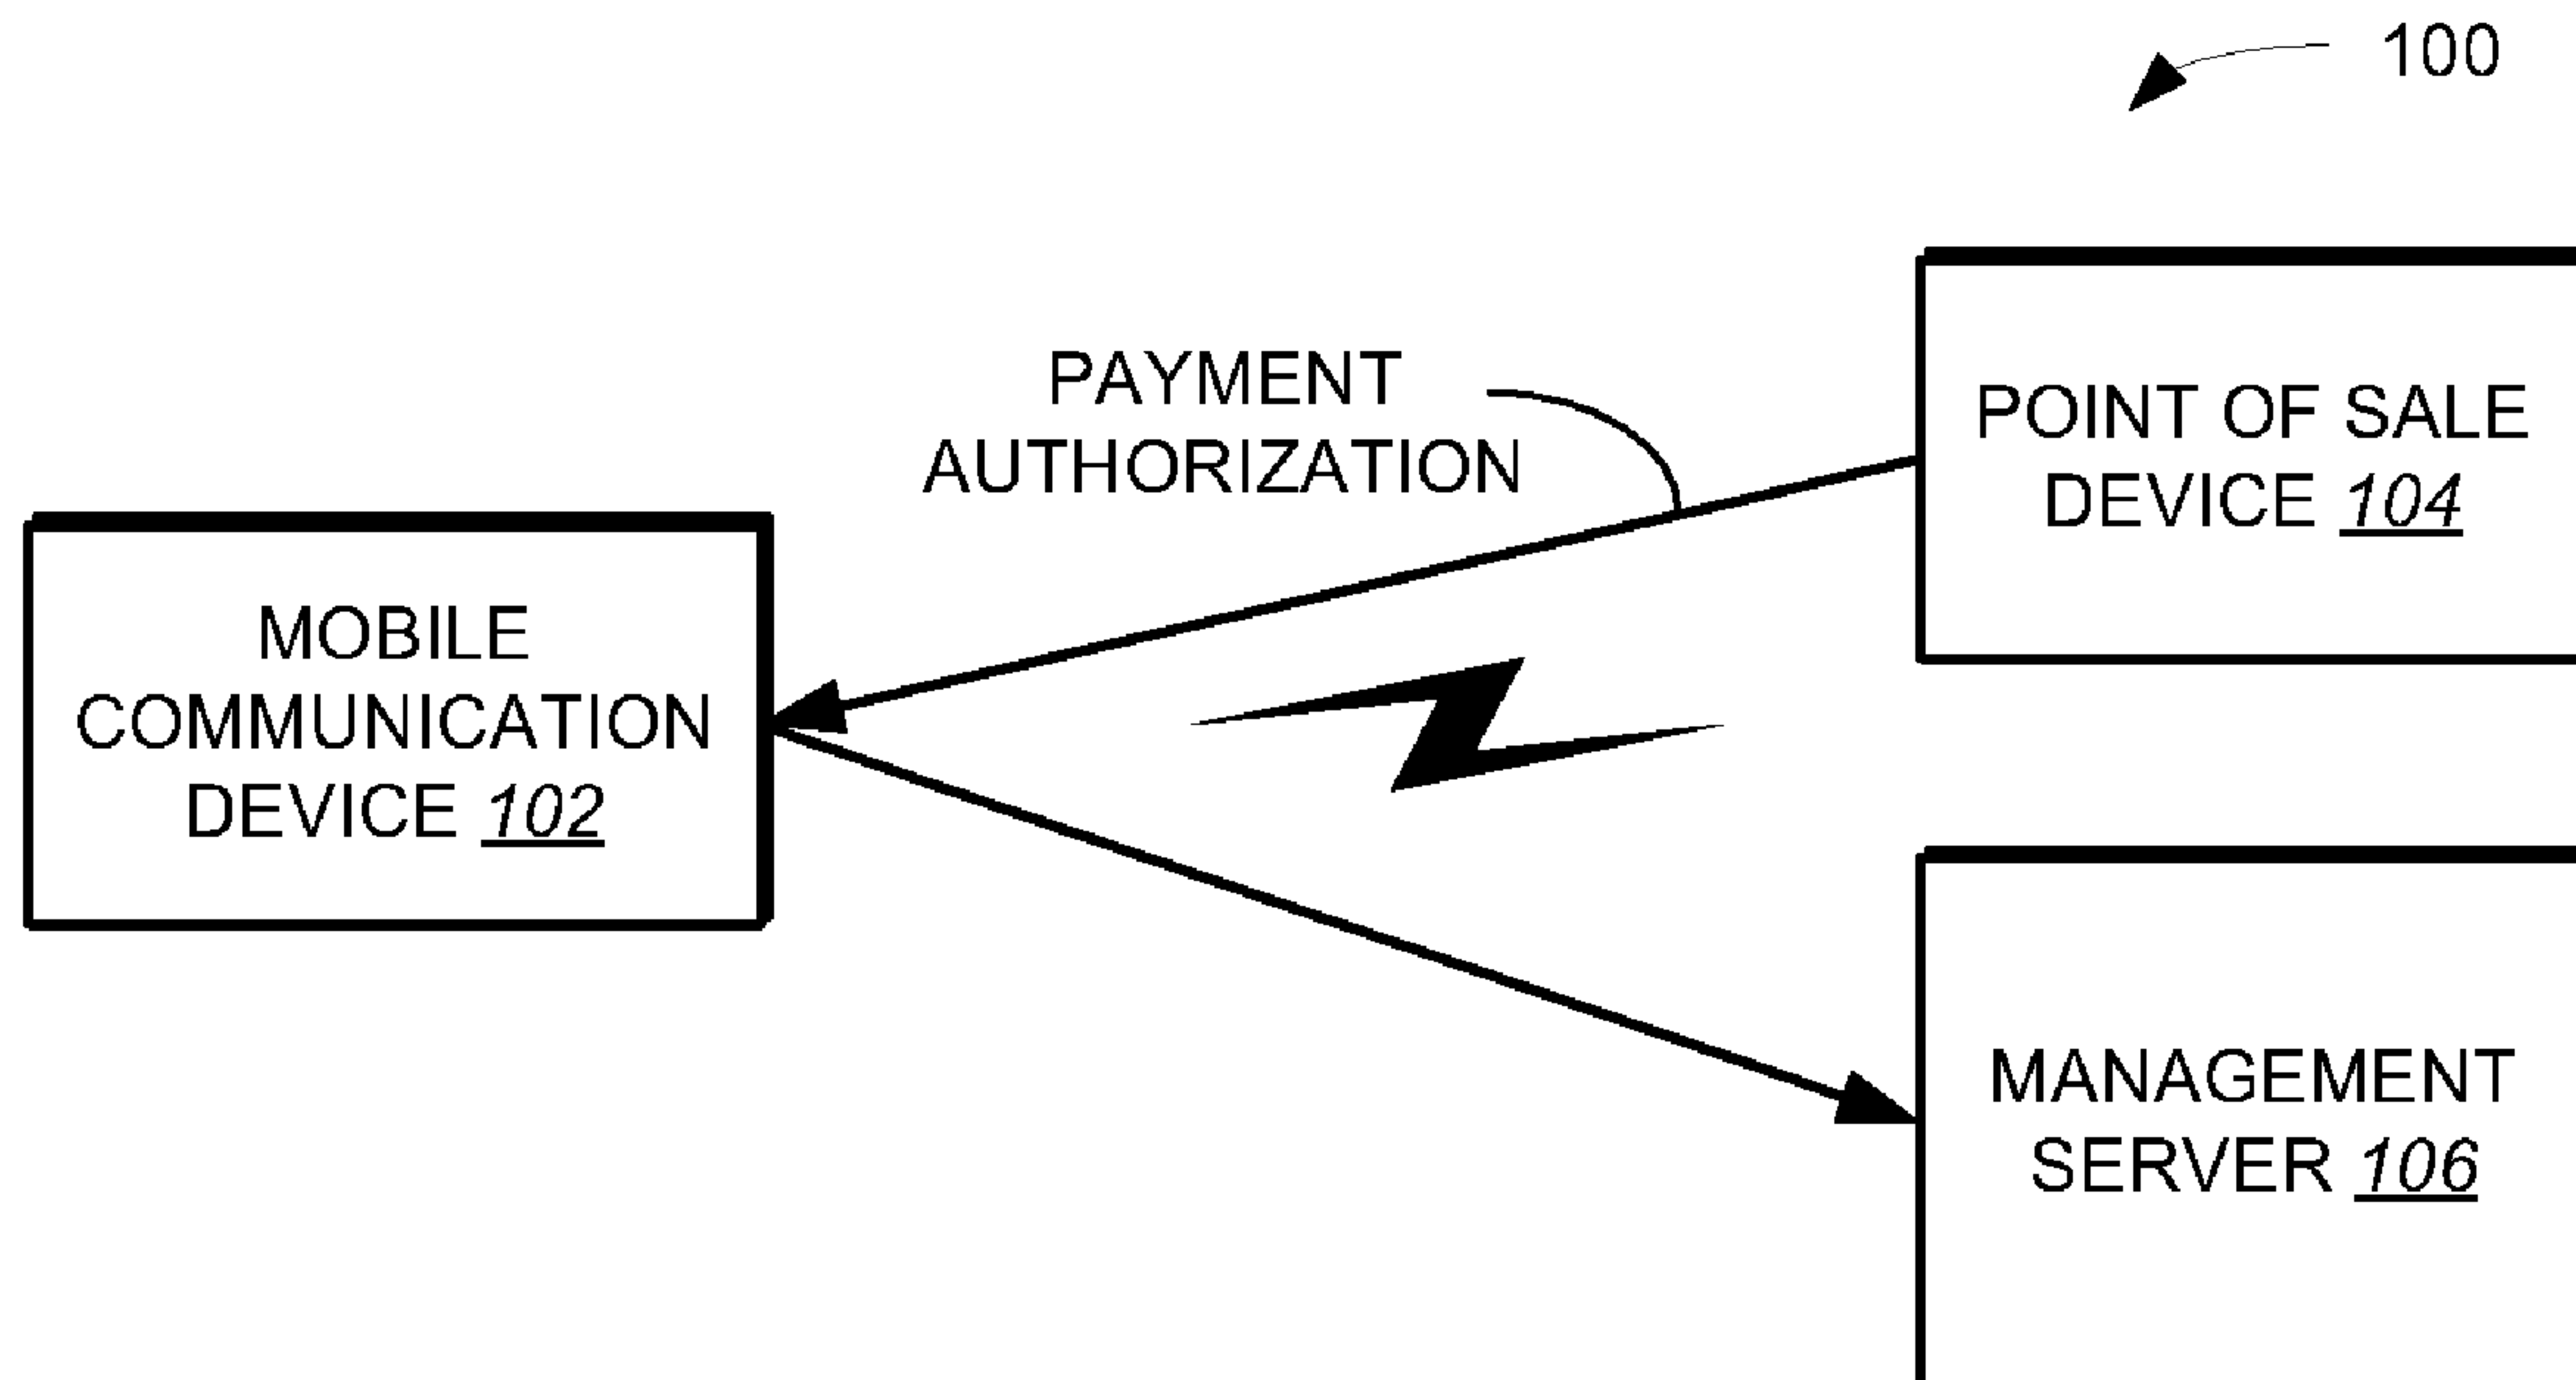 100
PAYMENT
AUTHORIZATION
POINT OF SALE
DEVICE 104
MOBILE
COMMUNICATION
DEVICE 102
MANAGEMENT
SERVER 106